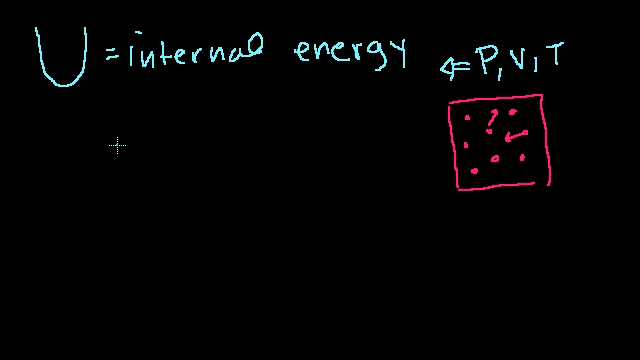 U = internal energy ⇐ P, V, T